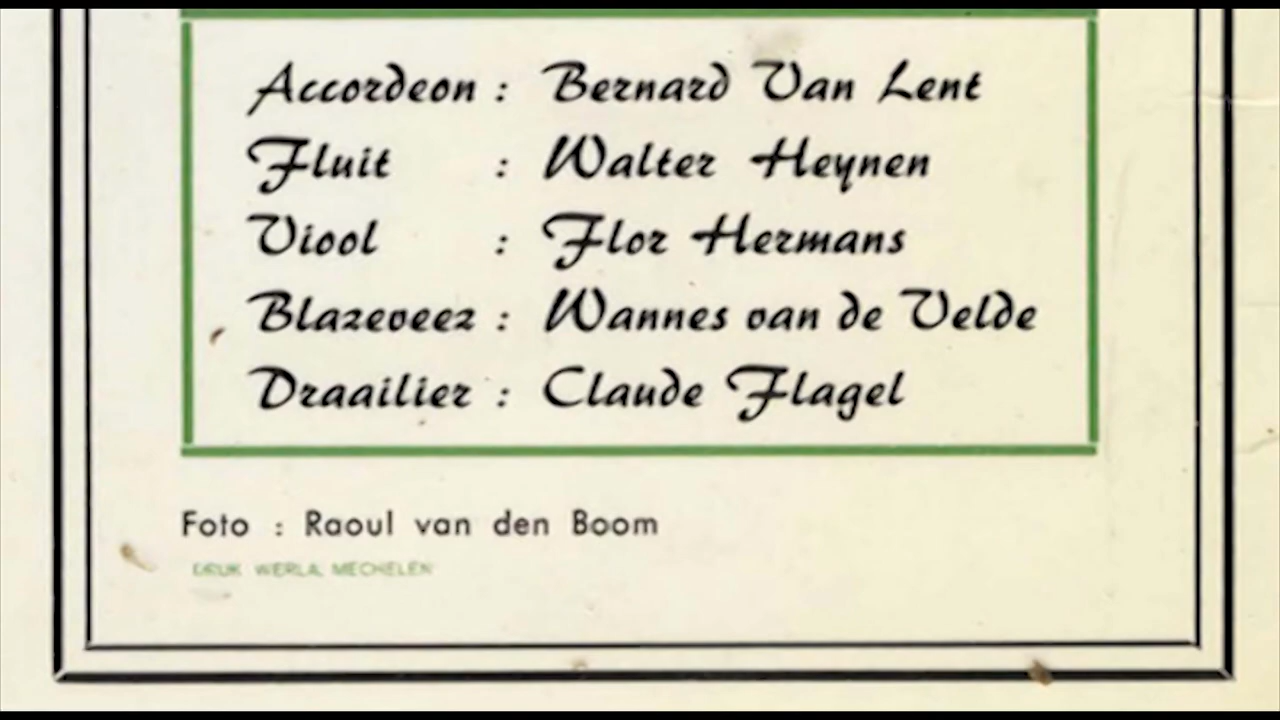 Accordeon : Bernard Van Lent
Fluit : Walter Heynen
Viool : Flor Hermans
Blazeveer : Wannes van de Velde
Draailier : Claude Flagel
Foto : Raoul van den Boom
DRUK WERLA, MECHELEN